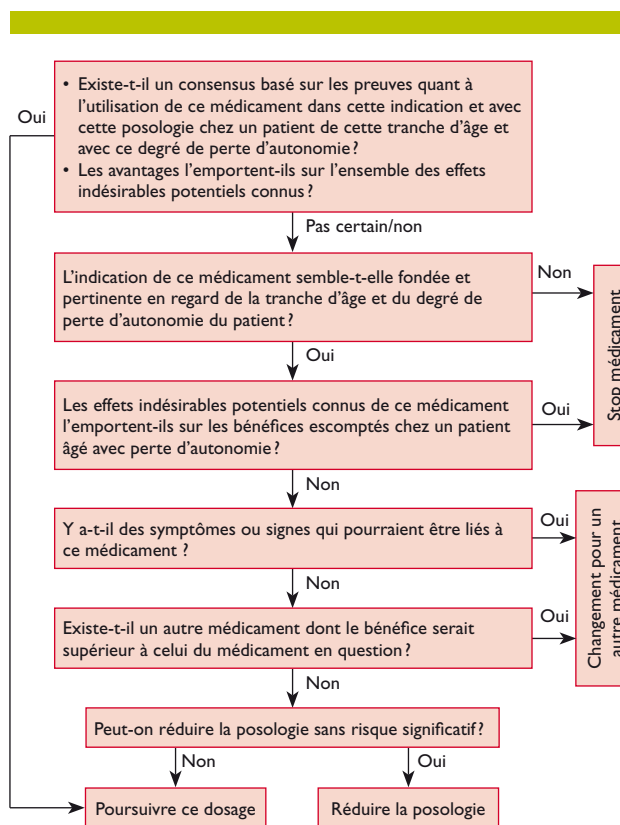 • Existe-t-il un consensus basé sur les preuves quant à
l'utilisation de ce médicament dans cette indication et avec
cette posologie chez un patient de cette tranche d'âge et
avec ce degré de perte d'autonomie ?
• Les avantages l'emportent-ils sur l'ensemble des effets
indésirables potentiels connus ?
Oui
Pas certain/non
L'indication de ce médicament semble-t-elle fondée et
pertinente en regard de la tranche d'âge et du degré de
perte d'autonomie du patient ?
Non
Stop médicament
Oui
Les effets indésirables potentiels connus de ce médicament
l'emportent-ils sur les bénéfices escomptés chez un patient
âgé avec perte d'autonomie ?
Oui
Non
Y a-t-il des symptômes ou signes qui pourraient être liés à
ce médicament ?
Oui
Changement pour un
autre médicament
Non
Existe-t-il un autre médicament dont le bénéfice serait
supérieur à celui du médicament en question ?
Oui
Non
Peut-on réduire la posologie sans risque significatif ?
Non
Oui
Poursuivre ce dosage
Réduire la posologie